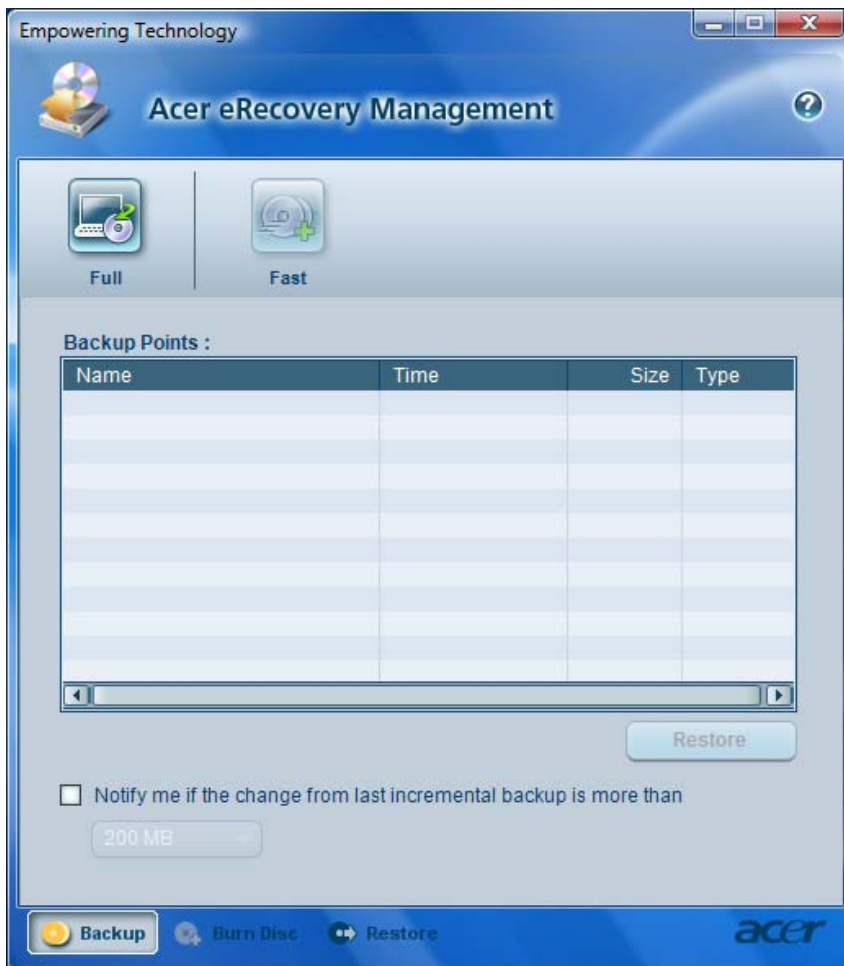 Empowering Technology
Acer eRecovery Management
?
Full Fast
Backup Points :
Name Time Size Type
Restore
Notify me if the change from last incremental backup is more than
200 MB
Backup Burn Disc Restore acer